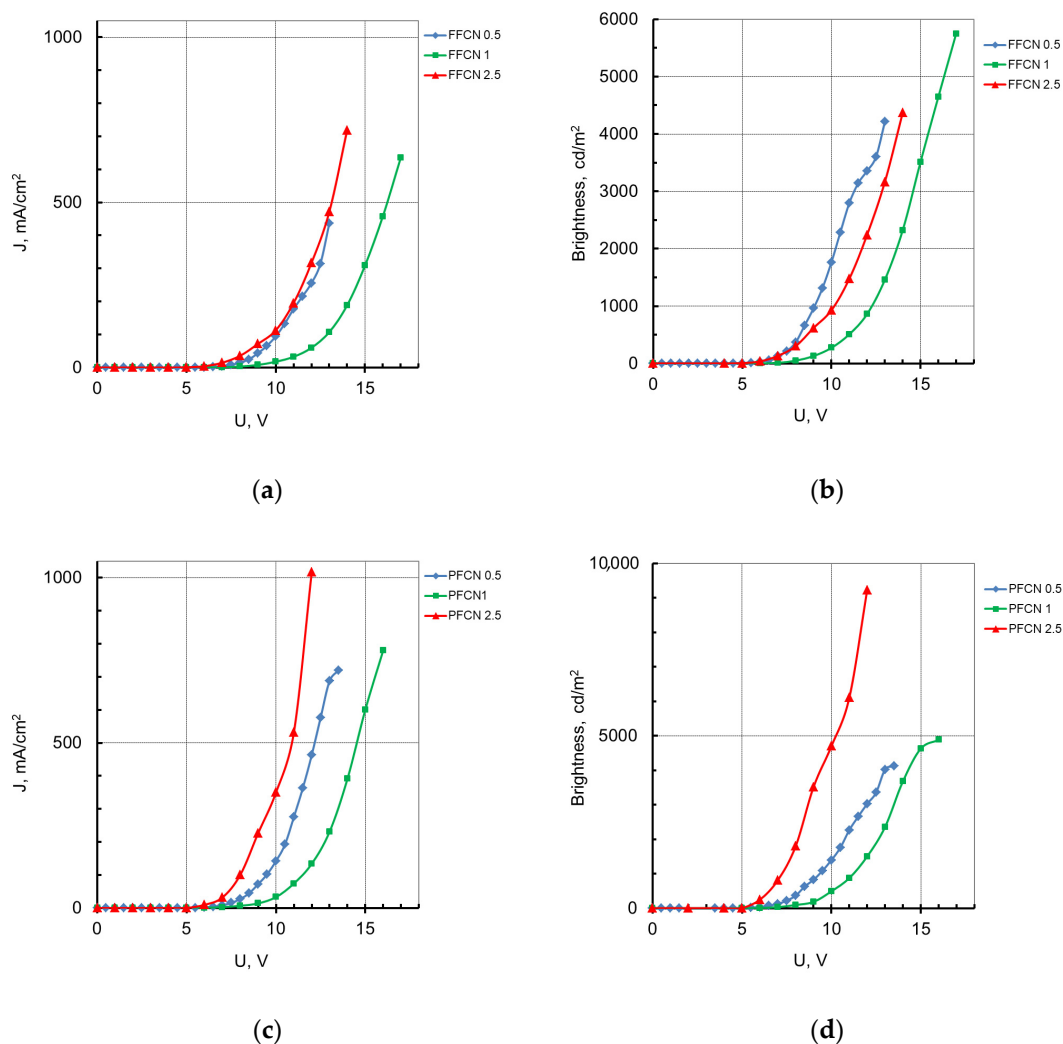 1000
500
0
J, mA/cm²
0
5
10
15
U, V
FFCN 0.5
FFCN 1
FFCN 2.5
(a)
6000
5000
4000
3000
2000
1000
0
Brightness, cd/m²
0
5
10
15
U, V
FFCN 0.5
FFCN 1
FFCN 2.5
(b)
1000
500
0
J, mA/cm²
0
5
10
15
U, V
PFCN 0.5
PFCN1
PFCN 2.5
(c)
10,000
5000
0
Brightness, cd/m²
0
5
10
15
U, V
PFCN 0.5
PFCN 1
PFCN 2.5
(d)